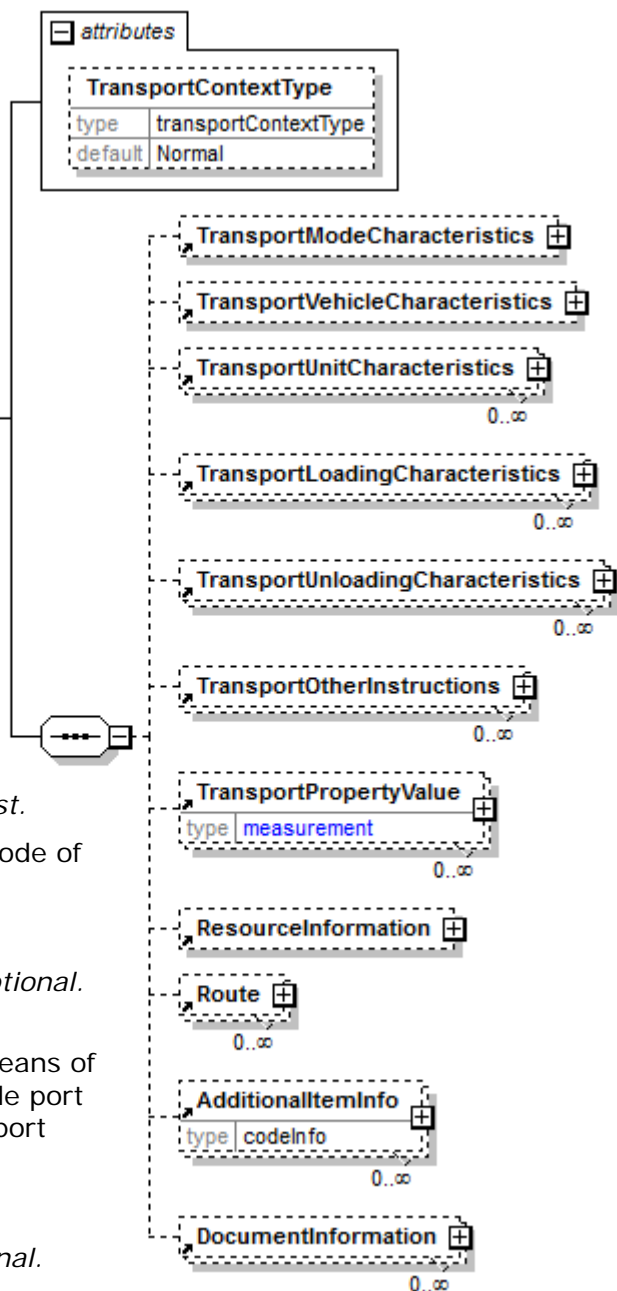 attributes
TransportContextType
type transportContextType
default Normal
TransportModeCharacteristics
TransportVehicleCharacteristics
TransportUnitCharacteristics
0..∞
TransportLoadingCharacteristics
0..∞
TransportUnloadingCharacteristics
0..∞
TransportOtherInstructions
0..∞
TransportPropertyValue
type measurement
0..∞
ResourceInformation
Route
0..∞
AdditionalItemInfo
type codeInfo
0..∞
DocumentInformation
0..∞
st.
ode of
tional.
eans of
le port
port
nal.